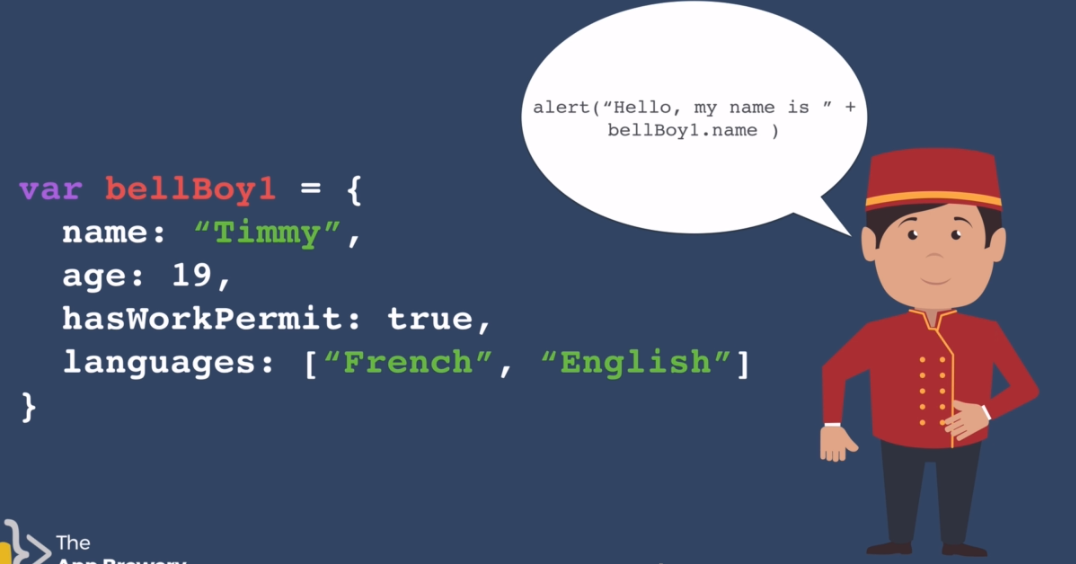 alert(“Hello, my name is ” +
bellBoy1.name )
var bellBoy1 = {
name: “Timmy”,
age: 19,
hasWorkPermit: true,
languages: [“French”, “English”]
}
The
App Brewery